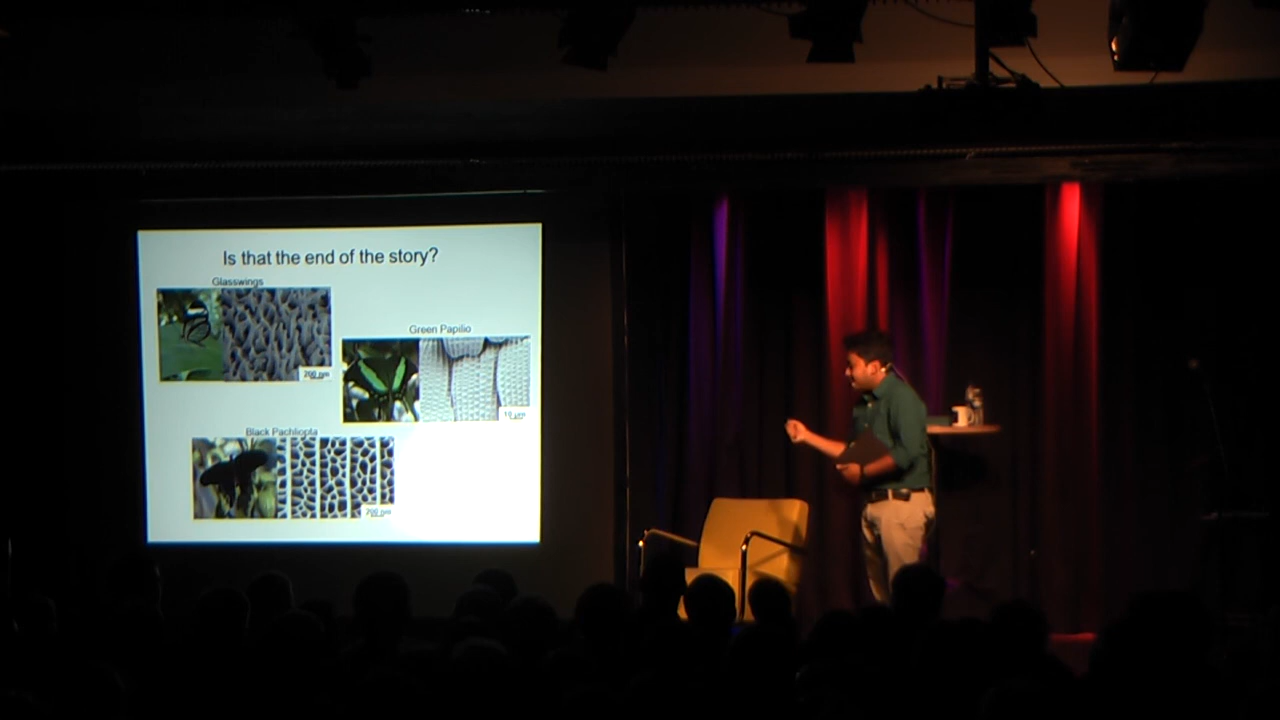 Is that the end of the story?
Glasswings
200 nm
Green Papilio
10 µm
Black Pachliopta
200 nm